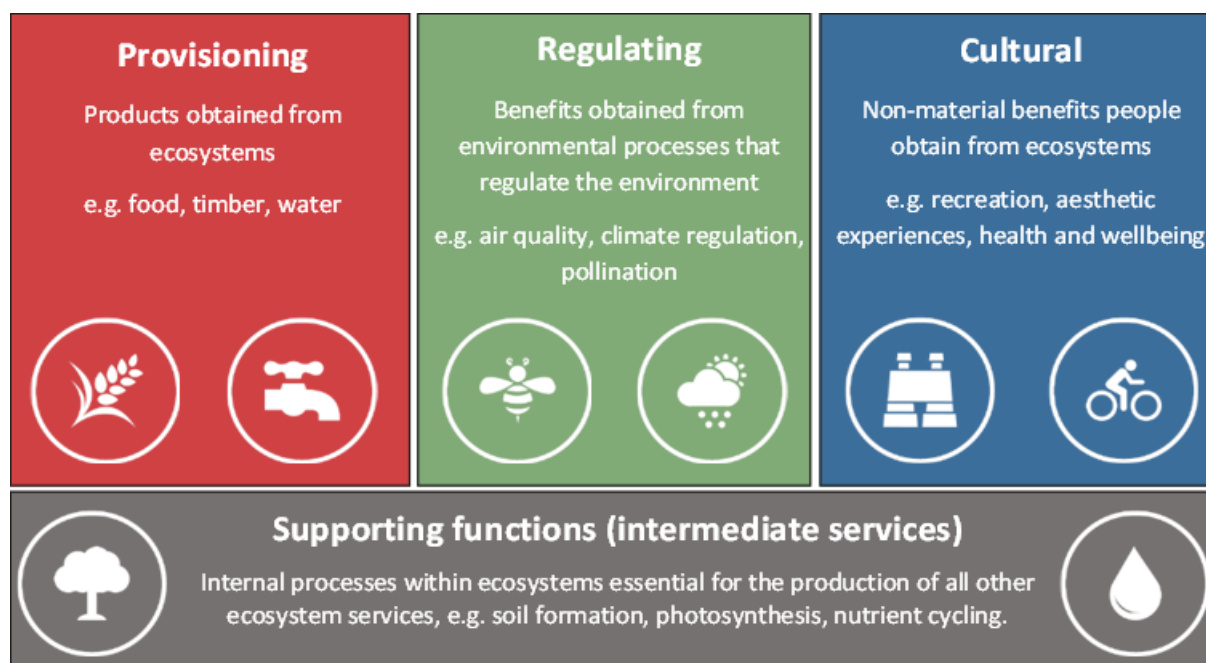 Provisioning
Products obtained from
ecosystems
e.g. food, timber, water
Regulating
Benefits obtained from
environmental processes that
regulate the environment
e.g. air quality, climate regulation,
pollination
Cultural
Non-material benefits people
obtain from ecosystems
e.g. recreation, aesthetic
experiences, health and wellbeing
Supporting functions (intermediate services)
Internal processes within ecosystems essential for the production of all other
ecosystem services, e.g. soil formation, photosynthesis, nutrient cycling.